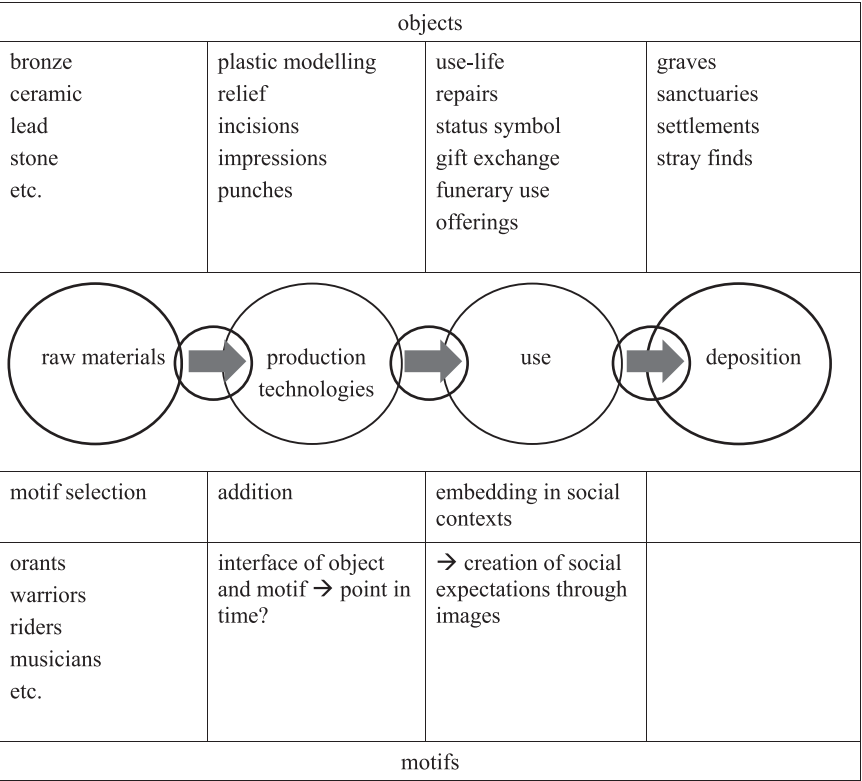 objects
bronze
ceramic
lead
stone
etc.
plastic modelling
relief
incisions
impressions
punches
use-life
repairs
status symbol
gift exchange
funerary use
offerings
graves
sanctuaries
settlements
stray finds
raw materials
production
technologies
use
deposition
motif selection
addition
embedding in social
contexts
orants
warriors
riders
musicians
etc.
interface of object
and motif → point in
time?
→ creation of social
expectations through
images
motifs